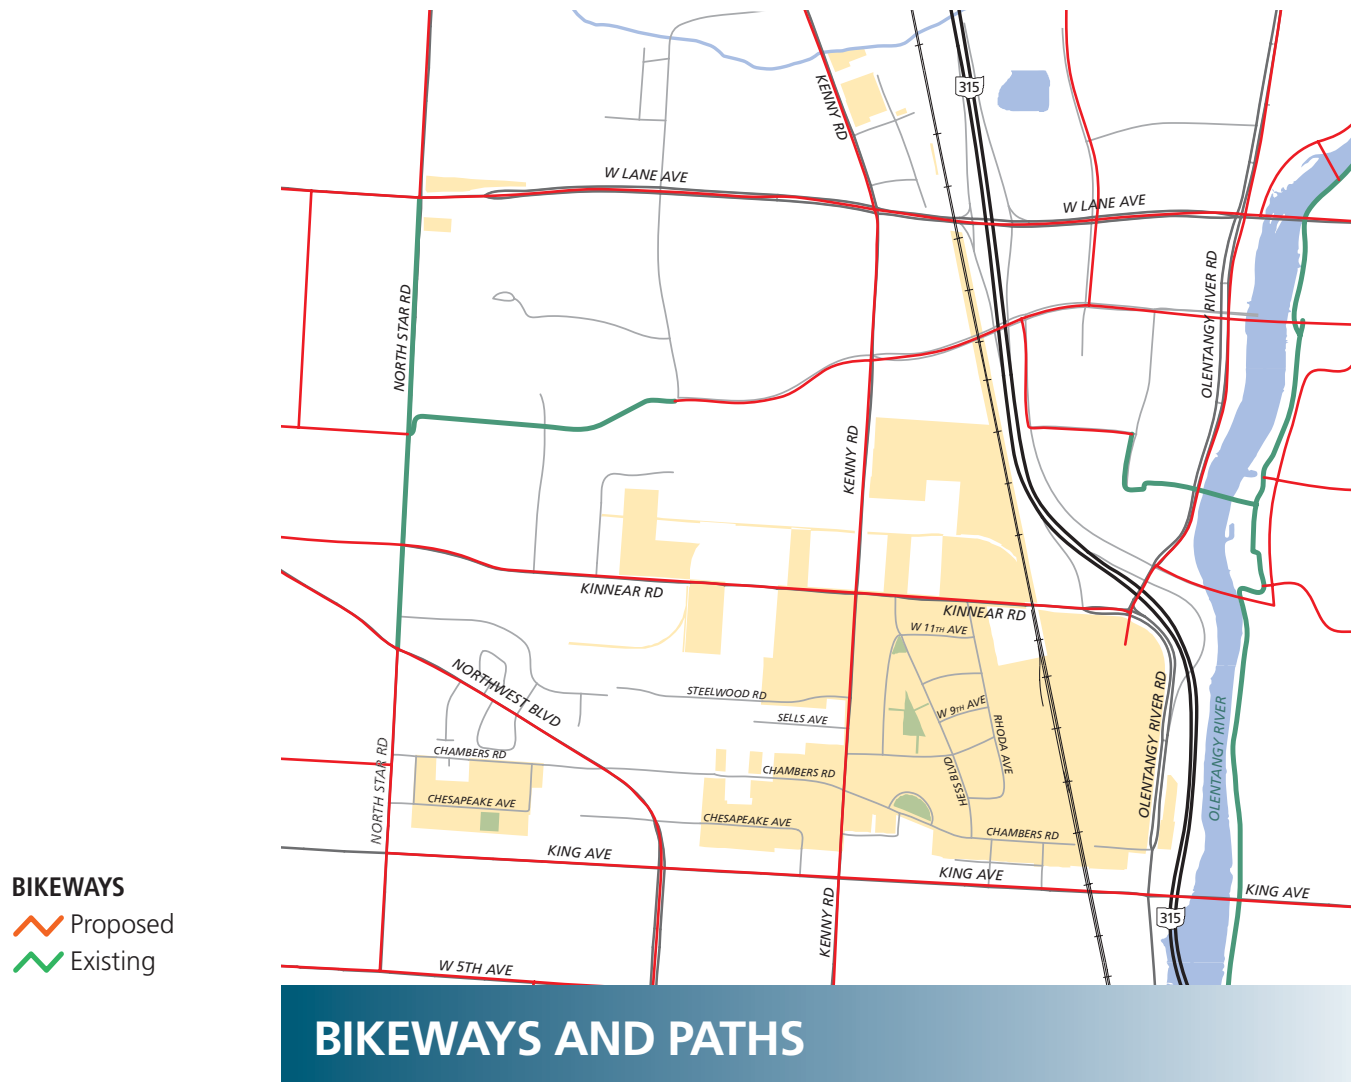 315
KENNY RD
W LANE AVE
W LANE AVE
NORTH STAR RD
OLENTANGY RIVER RD
KENNY RD
KINNEAR RD
KINNEAR RD
W 11TH AVE
NORTHWEST BLVD
STEELWOOD RD
W 9TH AVE
SELLS AVE
RHODA AVE
HESS BLVD
OLENTANGY RIVER RD
OLENTANGY RIVER
NORTH STAR RD
CHAMBERS RD
CHAMBERS RD
CHESAPEAKE AVE
CHESAPEAKE AVE
CHAMBERS RD
KING AVE
KING AVE
KING AVE
BIKEWAYS
Proposed
Existing
KENNY RD
315
W 5TH AVE
BIKEWAYS AND PATHS